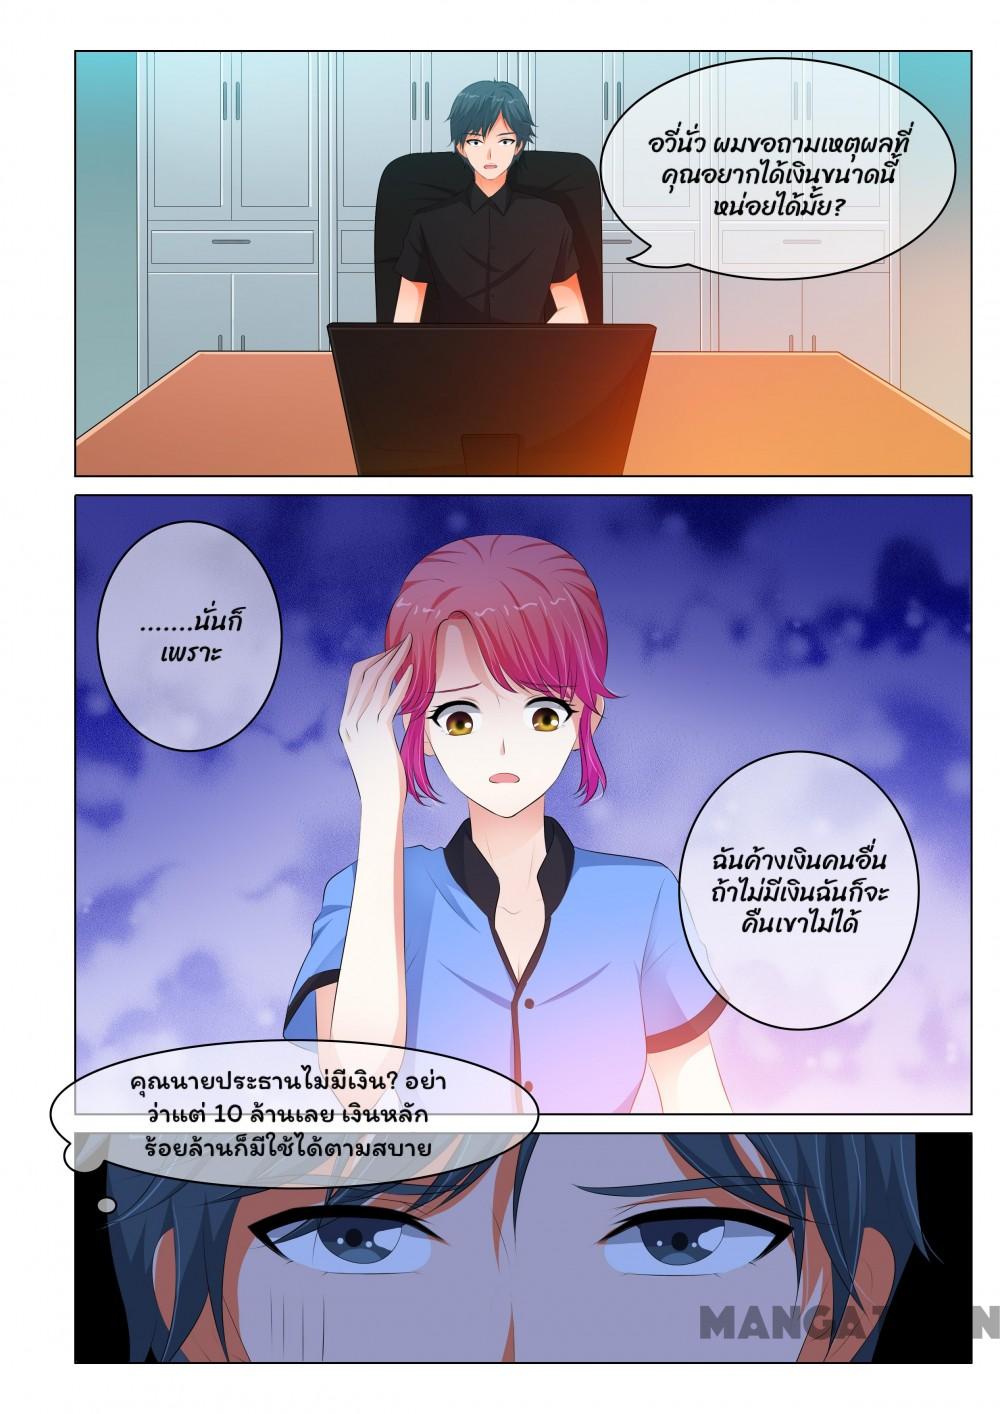 อวี่นั่ว ผมขอถามเหตุผลที่
คุณอยากได้เงินขนาดนี้
หน่อยได้มั้ย?
.......นั่นก็
เพราะ
ฉันค้างเงินคนอื่น
ถ้าไม่มีเงินฉันก็จะ
คืนเขาไม่ได้
คุณนายประธานไม่มีเงิน? อย่า
ว่าแต่ 10 ล้านเลย เงินหลัก
ร้อยล้านก็มีใช้ได้ตามสบาย